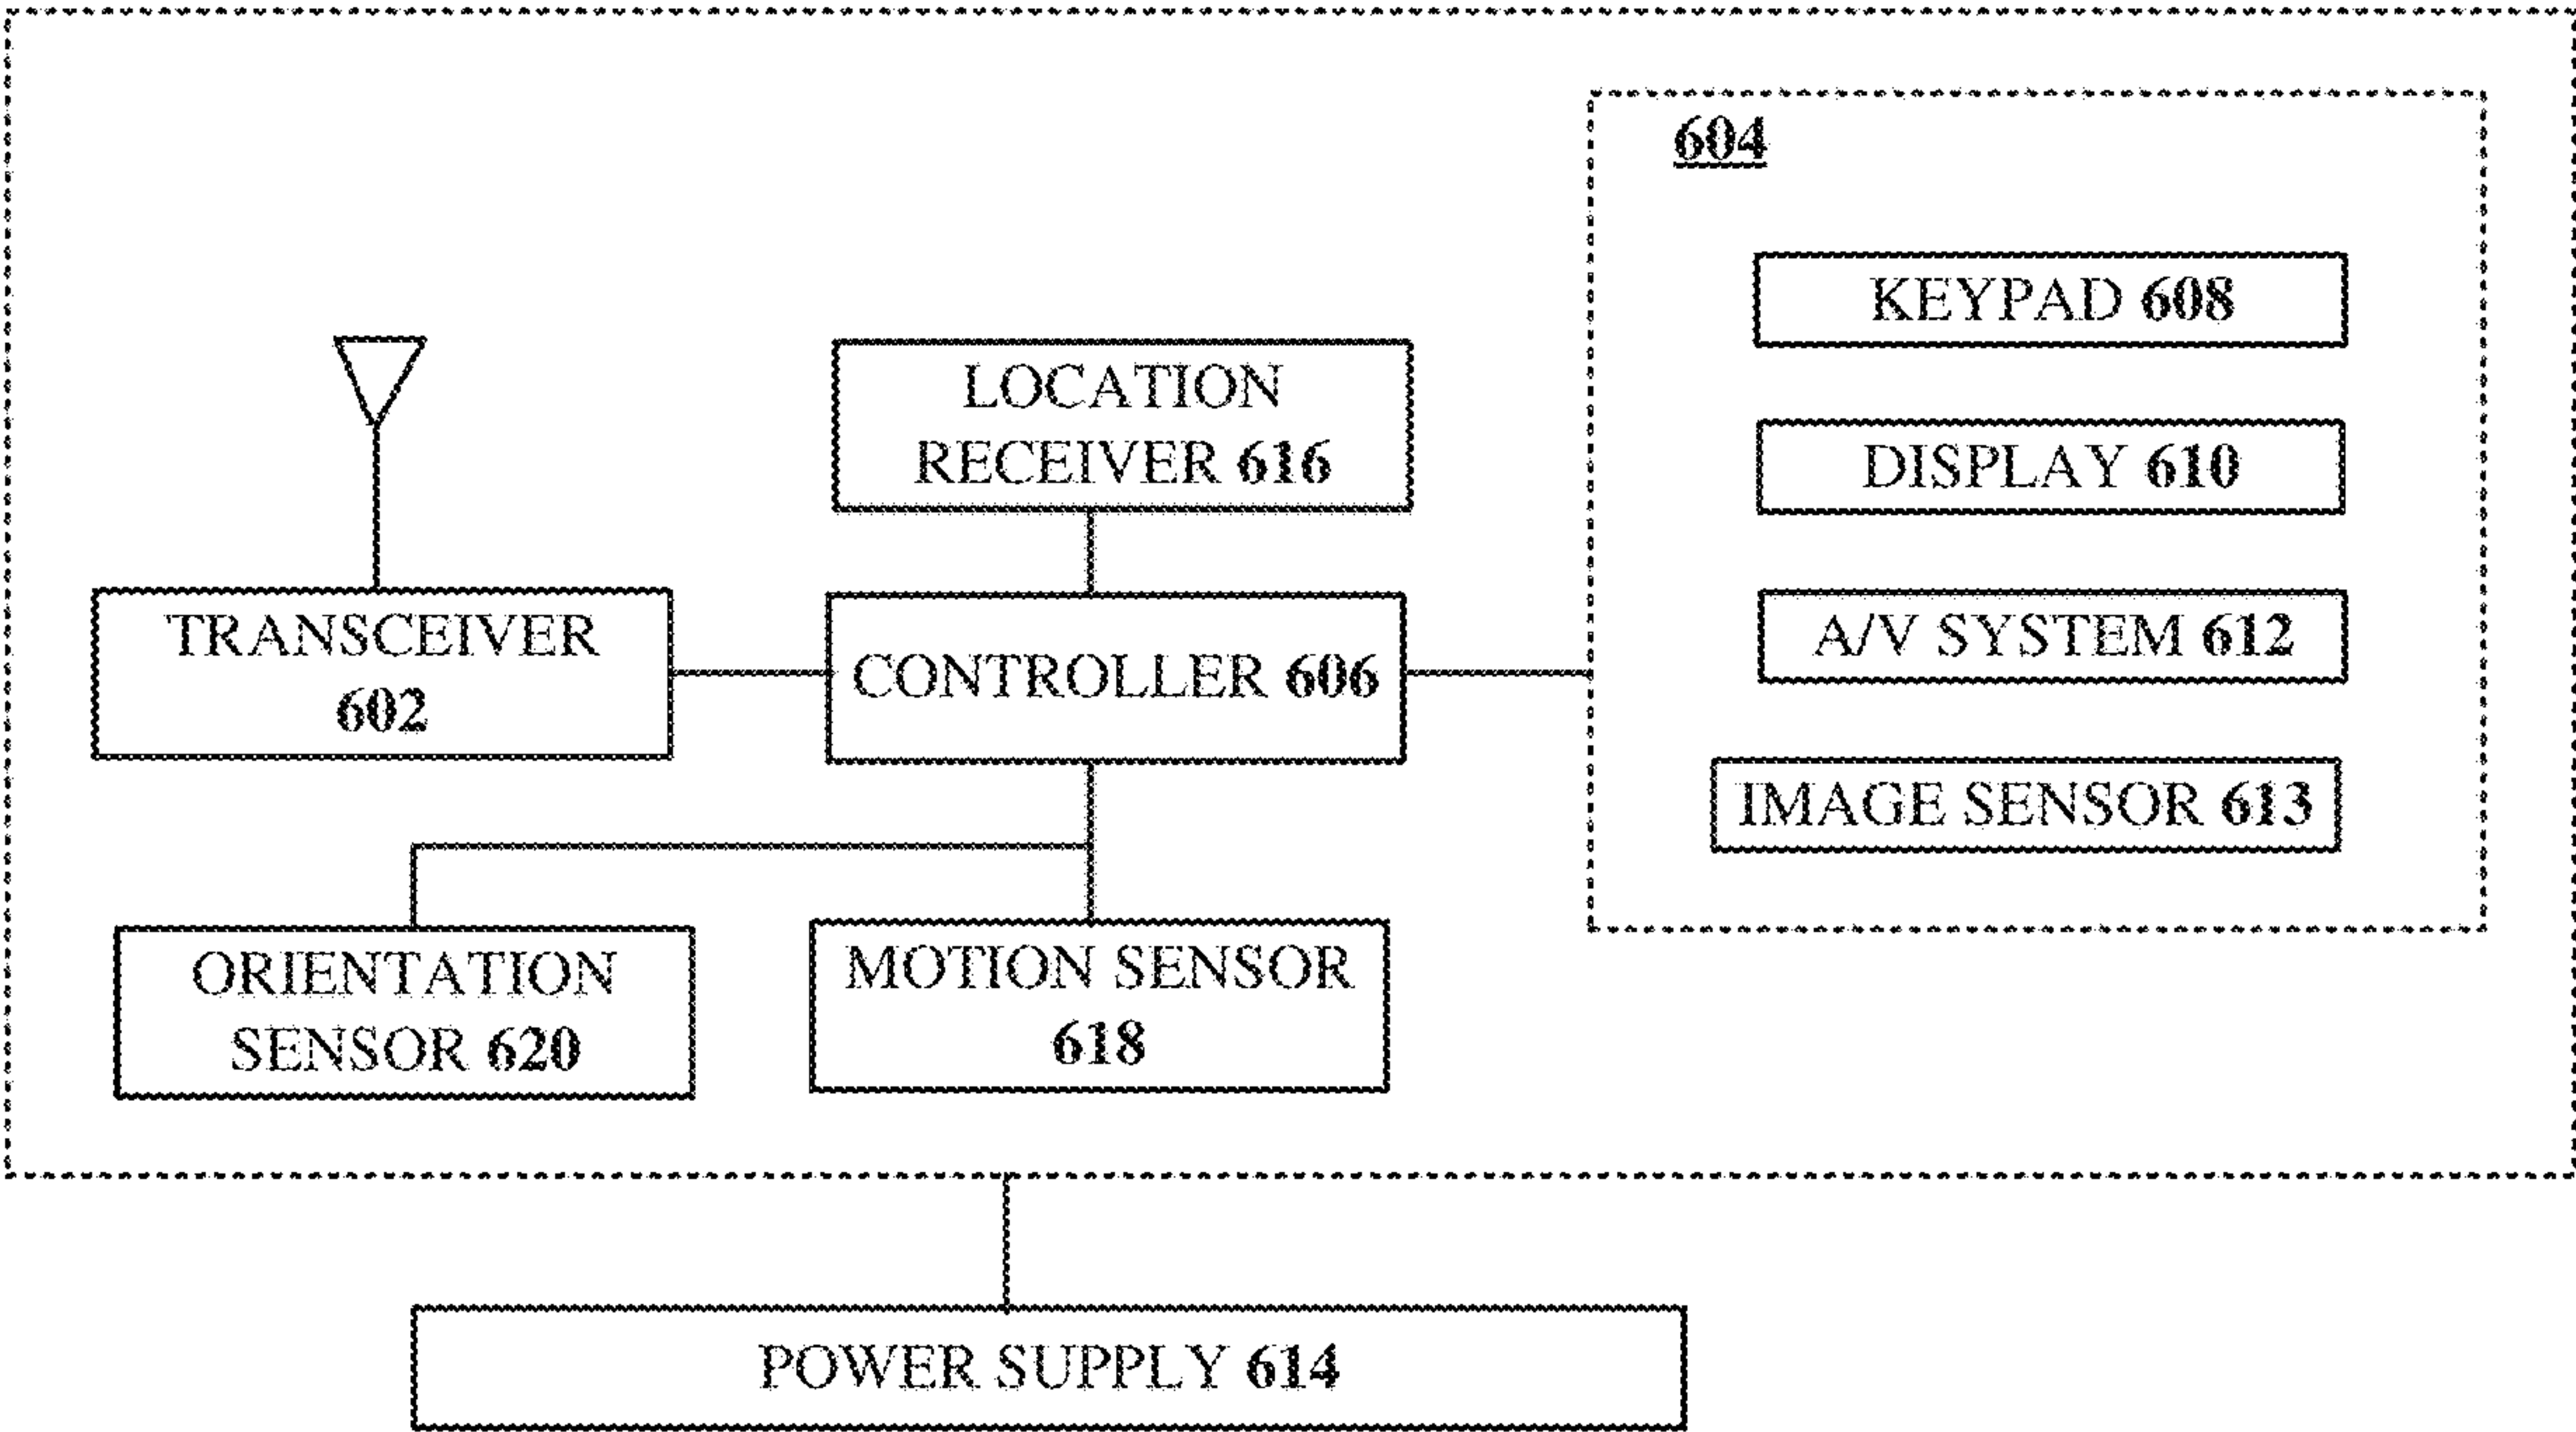 604
KEYPAD 608
LOCATION
RECEIVER 616
DISPLAY 610
TRANSCEIVER
602
CONTROLLER 606
A/V SYSTEM 612
IMAGE SENSOR 613
ORIENTATION
SENSOR 620
MOTION SENSOR
618
POWER SUPPLY 614